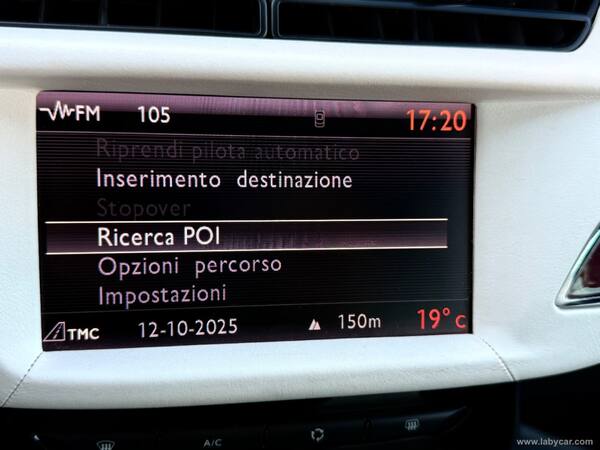 FM 105 17:20
Riprendi pilota automatico
Inserimento destinazione
Stopover
Ricerca POI
Opzioni percorso
Impostazioni
TMC 12-10-2025 150m 19° C
A/C
www.labycar.com